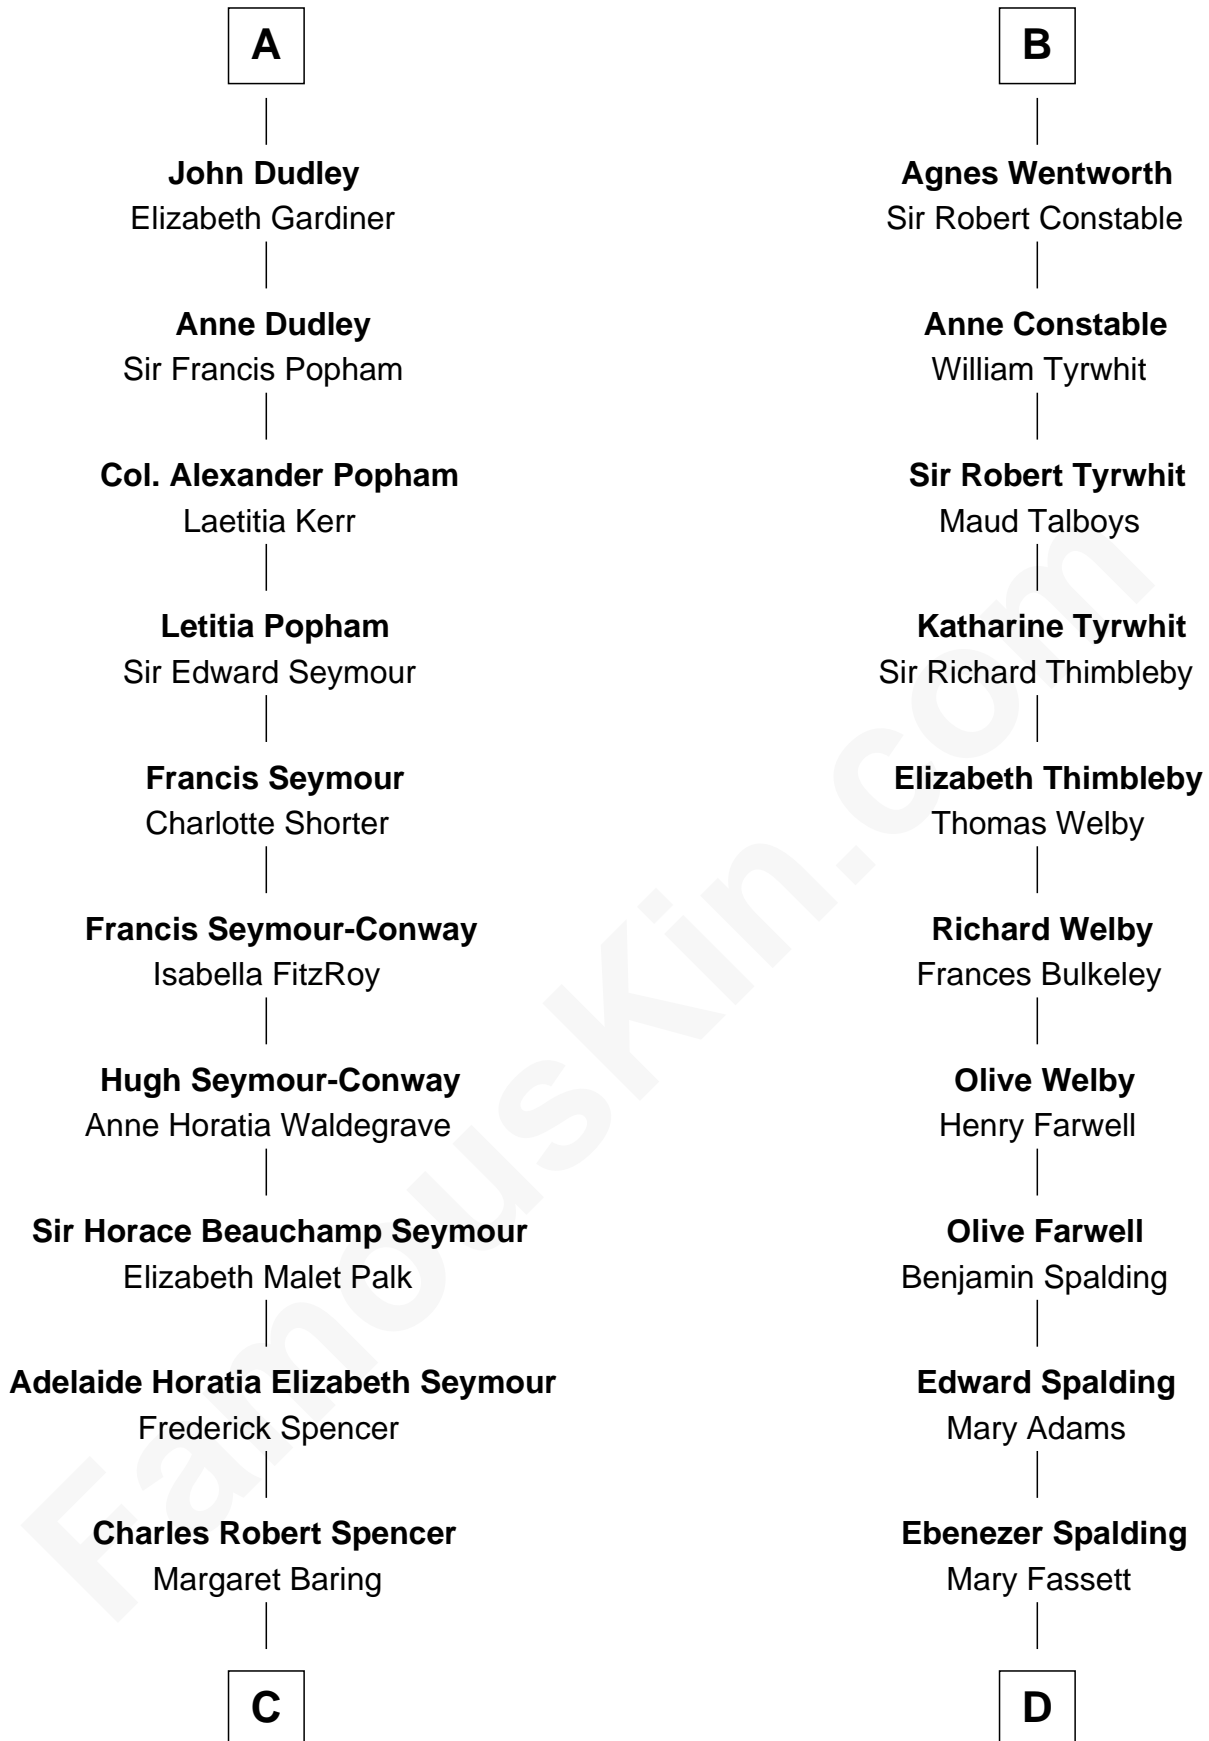 A
John Dudley
Elizabeth Gardiner
Anne Dudley
Sir Francis Popham
Col. Alexander Popham
Laetitia Kerr
Letitia Popham
Sir Edward Seymour
Francis Seymour
Charlotte Shorter
Francis Seymour-Conway
Isabella FitzRoy
Hugh Seymour-Conway
Anne Horatia Waldegrave
Sir Horace Beauchamp Seymour
Elizabeth Malet Palk
Adelaide Horatia Elizabeth Seymour
Frederick Spencer
Charles Robert Spencer
Margaret Baring
C
B
Agnes Wentworth
Sir Robert Constable
Anne Constable
William Tyrwhit
Sir Robert Tyrwhit
Maud Talboys
Katharine Tyrwhit
Sir Richard Thimbleby
Elizabeth Thimbleby
Thomas Welby
Richard Welby
Frances Bulkeley
Olive Welby
Henry Farwell
Olive Farwell
Benjamin Spalding
Edward Spalding
Mary Adams
Ebenezer Spalding
Mary Fassett
D
FamousKin.com